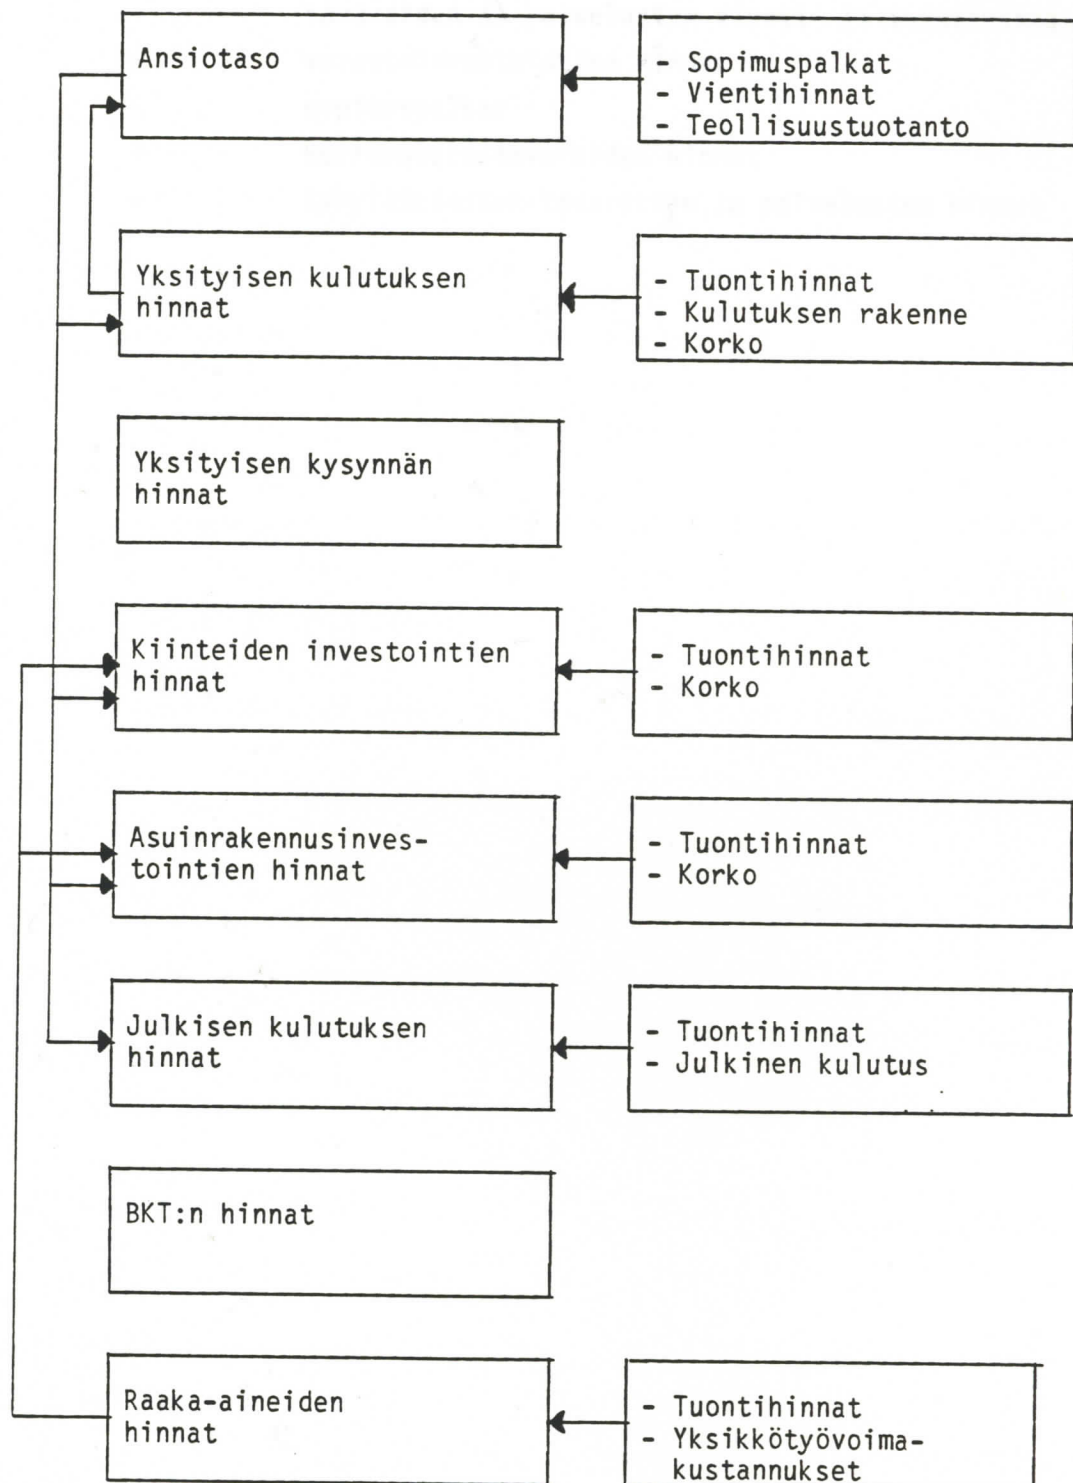 Ansiotaso
- Sopimuspalkat
- Vientihinnat
- Teollisuustuotanto
Yksityisen kulutuksen
hinnat
- Tuontihinnat
- Kulutuksen rakenne
- Korko
Yksityisen kysynnän
hinnat
Kiinteiden investointien
hinnat
- Tuontihinnat
- Korko
Asuinrakennusinves-
tointien hinnat
- Tuontihinnat
- Korko
Julkisen kulutuksen
hinnat
- Tuontihinnat
- Julkinen kulutus
BKT:n hinnat
Raaka-aineiden
hinnat
- Tuontihinnat
- Yksikkötyövoima-
kustannukset